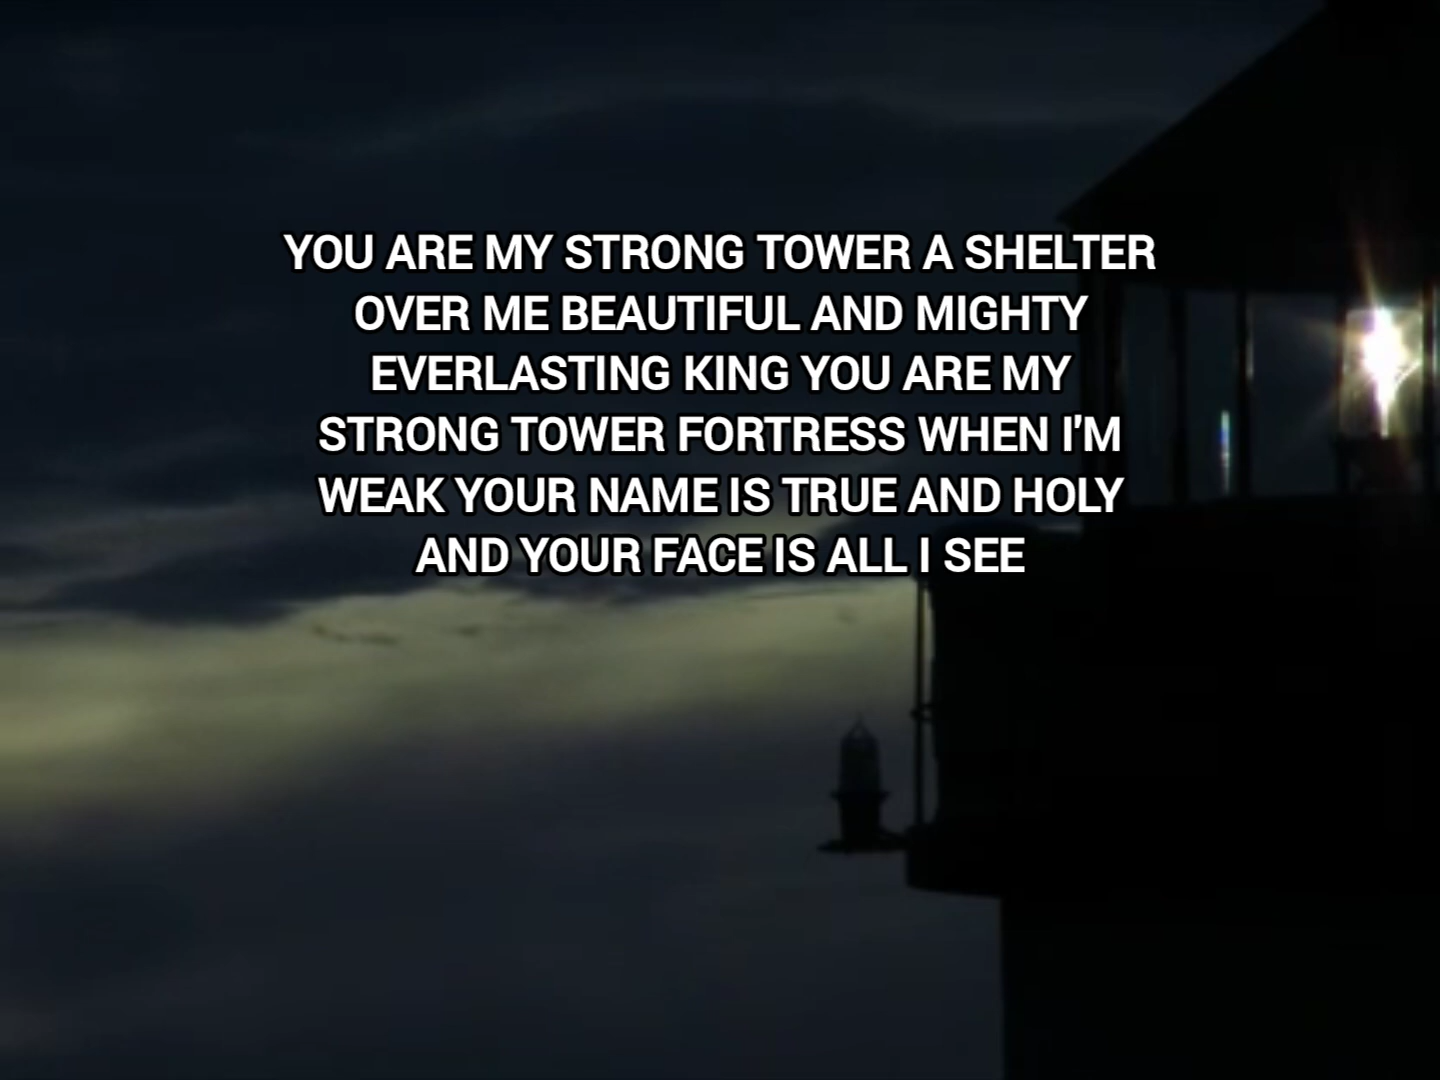 YOU ARE MY STRONG TOWER A SHELTER
OVER ME BEAUTIFUL AND MIGHTY
EVERLASTING KING YOU ARE MY
STRONG TOWER FORTRESS WHEN I'M
WEAK YOUR NAME IS TRUE AND HOLY
AND YOUR FACE IS ALL I SEE